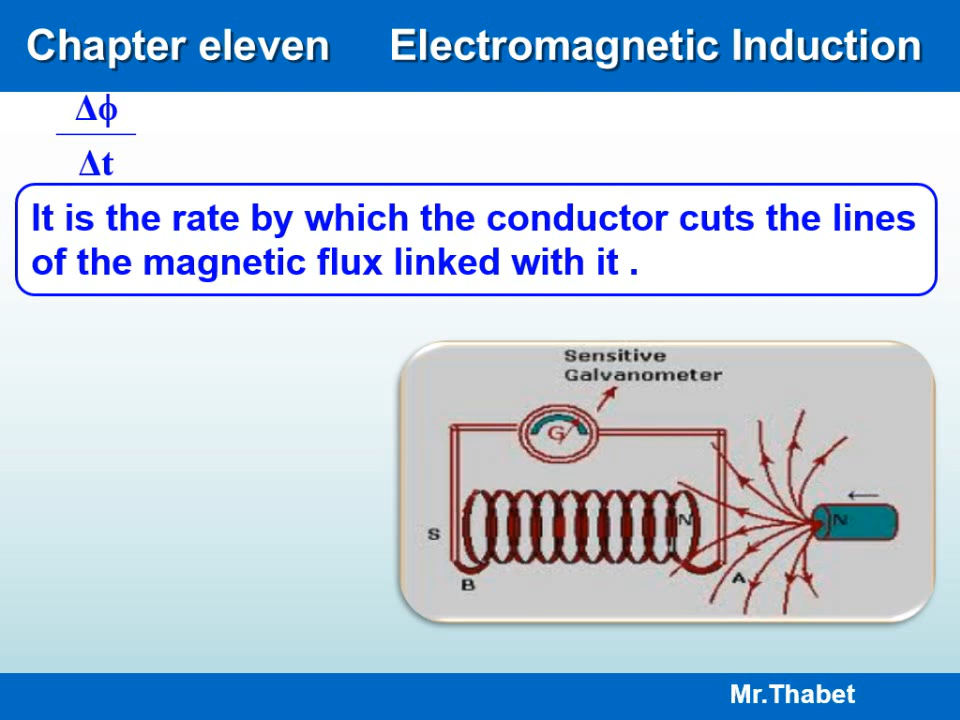 Chapter eleven Electromagnetic Induction
Δϕ
Δt
It is the rate by which the conductor cuts the lines
of the magnetic flux linked with it .
Sensitive
Galvanometer
G
N
N
S
A
B
Mr.Thabet